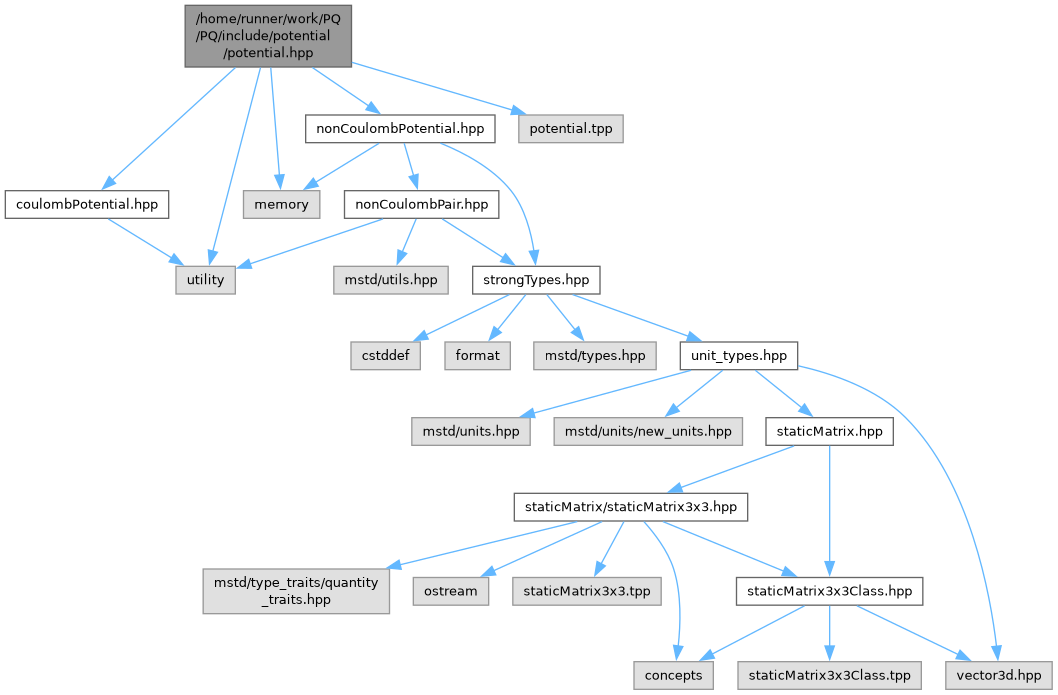 /home/runner/work/PQ
/PQ/include/potential
/potential.hpp
nonCoulombPotential.hpp
potential.tpp
coulombPotential.hpp
memory
nonCoulombPair.hpp
utility
mstd/utils.hpp
strongTypes.hpp
cstddef
format
mstd/types.hpp
unit_types.hpp
mstd/units.hpp
mstd/units/new_units.hpp
staticMatrix.hpp
staticMatrix/staticMatrix3x3.hpp
mstd/type_traits/quantity
_traits.hpp
ostream
staticMatrix3x3.tpp
staticMatrix3x3Class.hpp
concepts
staticMatrix3x3Class.tpp
vector3d.hpp